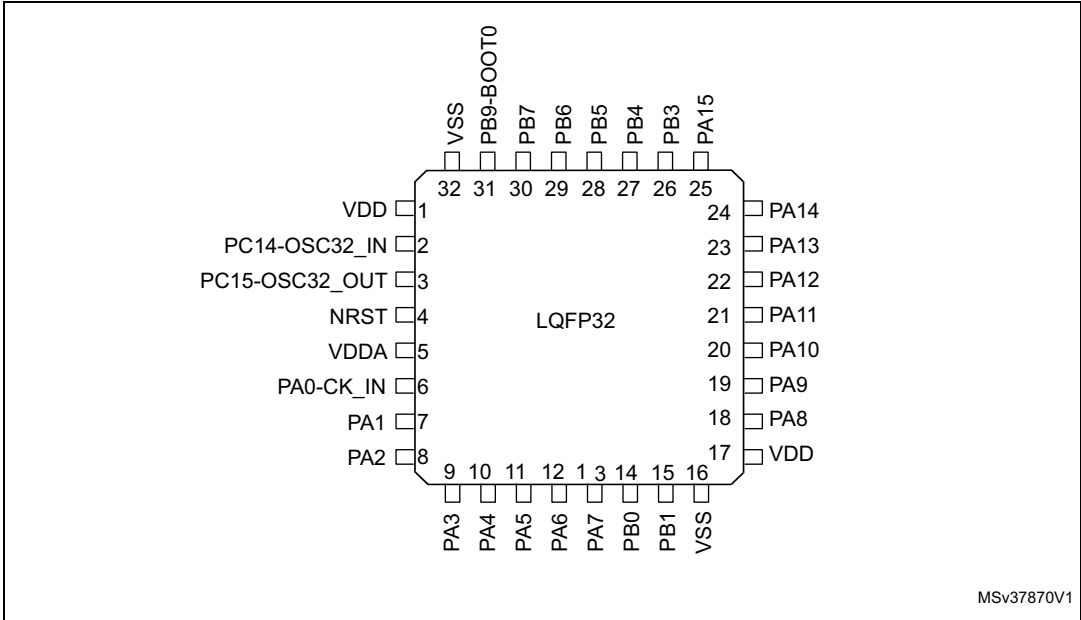 VSS
PB9-BOOT0
PB7
PB6
PB5
PB4
PB3
PA15
32 31 30 29 28 27 26 25
VDD 1
PC14-OSC32_IN 2
PC15-OSC32_OUT 3
NRST 4
VDDA 5
PA0-CK_IN 6
PA1 7
PA2 8
LQFP32
24 PA14
23 PA13
22 PA12
21 PA11
20 PA10
19 PA9
18 PA8
17 VDD
9 10 11 12 1 3 14 15 16
PA3
PA4
PA5
PA6
PA7
PB0
PB1
VSS
MSv37870V1